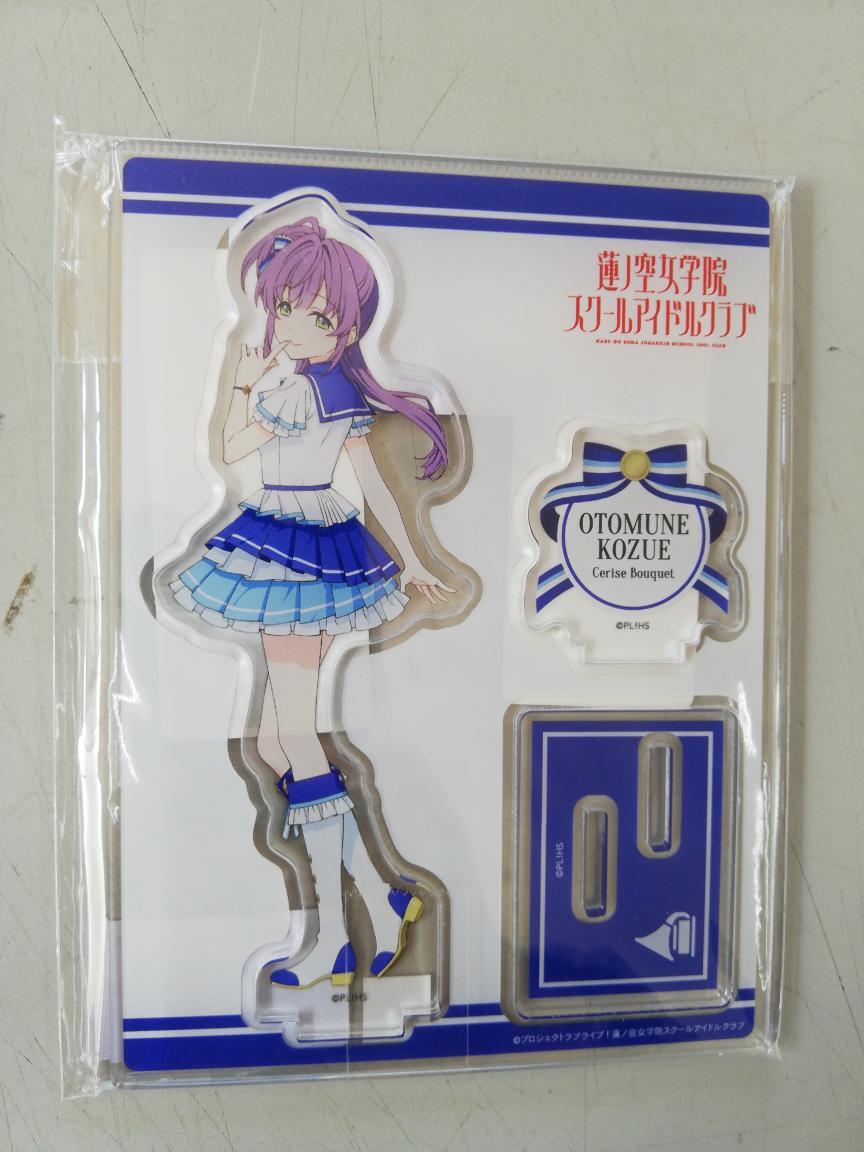 蓮ノ空女学院
スクールアイドルクラブ
HASU NO SORA JOGAKUIN SCHOOL IDOL CLUB
OTOMUNE
KOZUE
Cerise Bouquet
©PL!HS
©PL!HS
©PL!HS
©プロジェクトラブライブ！蓮ノ空女学院スクールアイドルクラブ